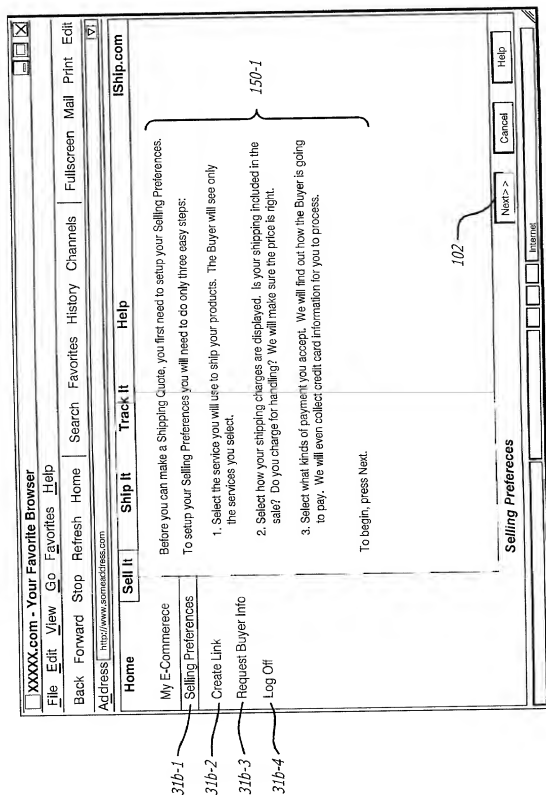 XXXXX.com - Your Favorite Browser
File Edit View Go Favorites Help
Back Forward Stop Refresh Home Search Favorites History Channels Fullscreen Mail Print Edit
Address http://www.someaddress.com
Home Sell It Ship It Track It Help IShip.com
My E-Commerece
31b-1 Selling Preferences
31b-2 Create Link
31b-3 Request Buyer Info
31b-4 Log Off
Before you can make a Shipping Quote, you first need to setup your Selling Preferences.
To setup your Selling Preferences you will need to do only three easy steps:
1. Select the service you will use to ship your products. The Buyer will see only
the services you select.
2. Select how your shipping charges are displayed. Is your shipping included in the
sale? Do you charge for handling? We will make sure the price is right.
3. Select what kinds of payment you accept. We will find out how the Buyer is going
to pay. We will even collect credit card information for you to process.
To begin, press Next.
150-1
102
Next>> Cancel Help
Selling Prefereces
Internet